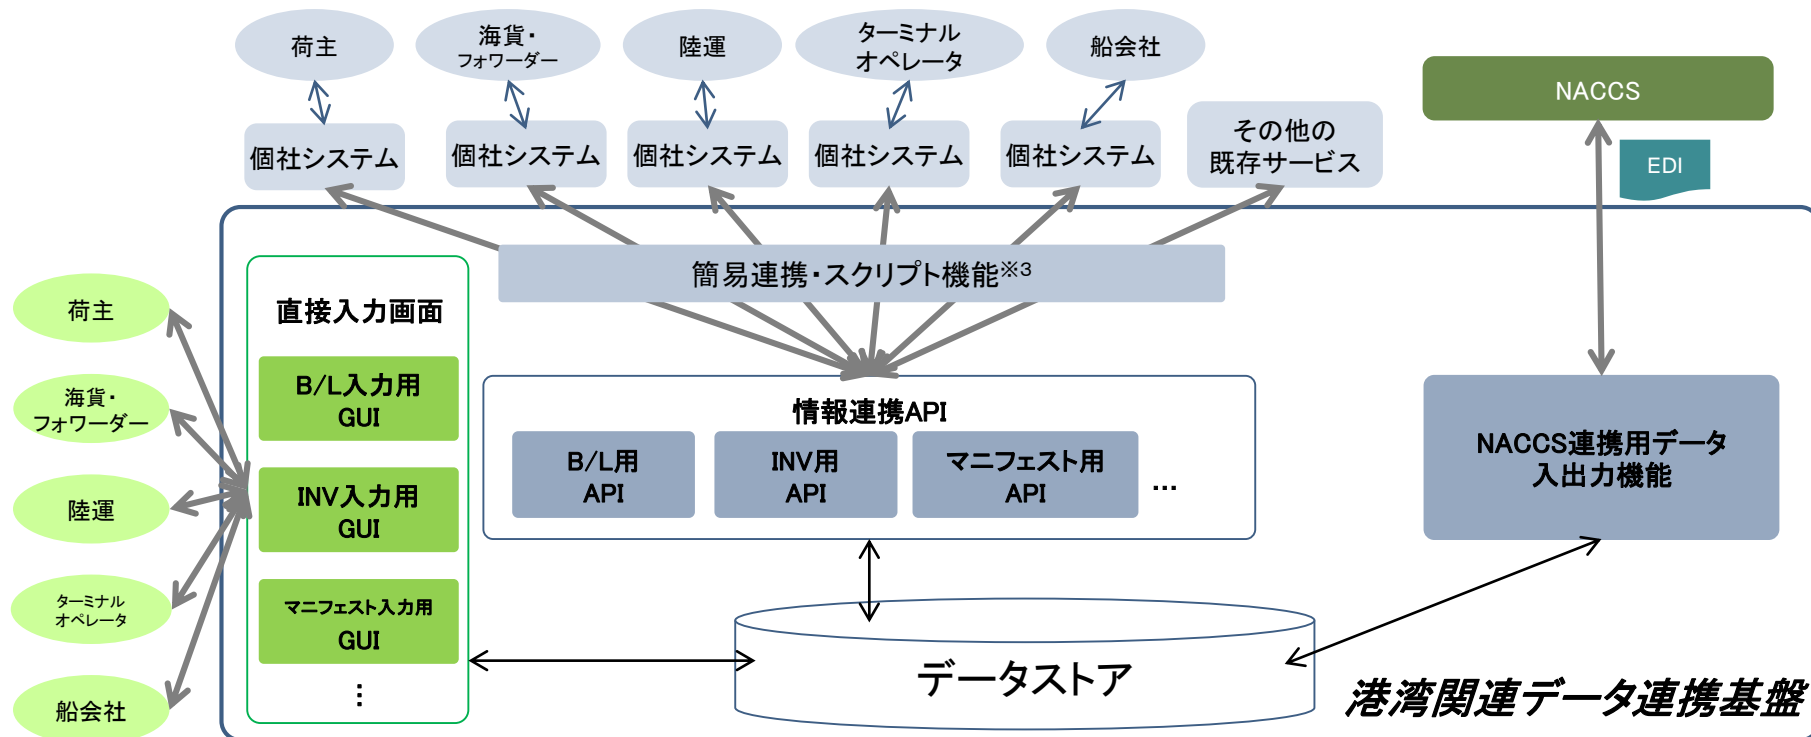 荷主
海貨・
フォワーダー
陸運
ターミナル
オペレータ
船会社
NACCS
個社システム
個社システム
個社システム
個社システム
個社システム
その他の
既存サービス
EDI
簡易連携・スクリプト機能※3
荷主
海貨・
フォワーダー
陸運
ターミナル
オペレータ
船会社
直接入力画面
B/L入力用
GUI
INV入力用
GUI
マニフェスト入力用
GUI
…
情報連携API
B/L用
API
INV用
API
マニフェスト用
API
…
NACCS連携用データ
入出力機能
データストア
港湾関連データ連携基盤